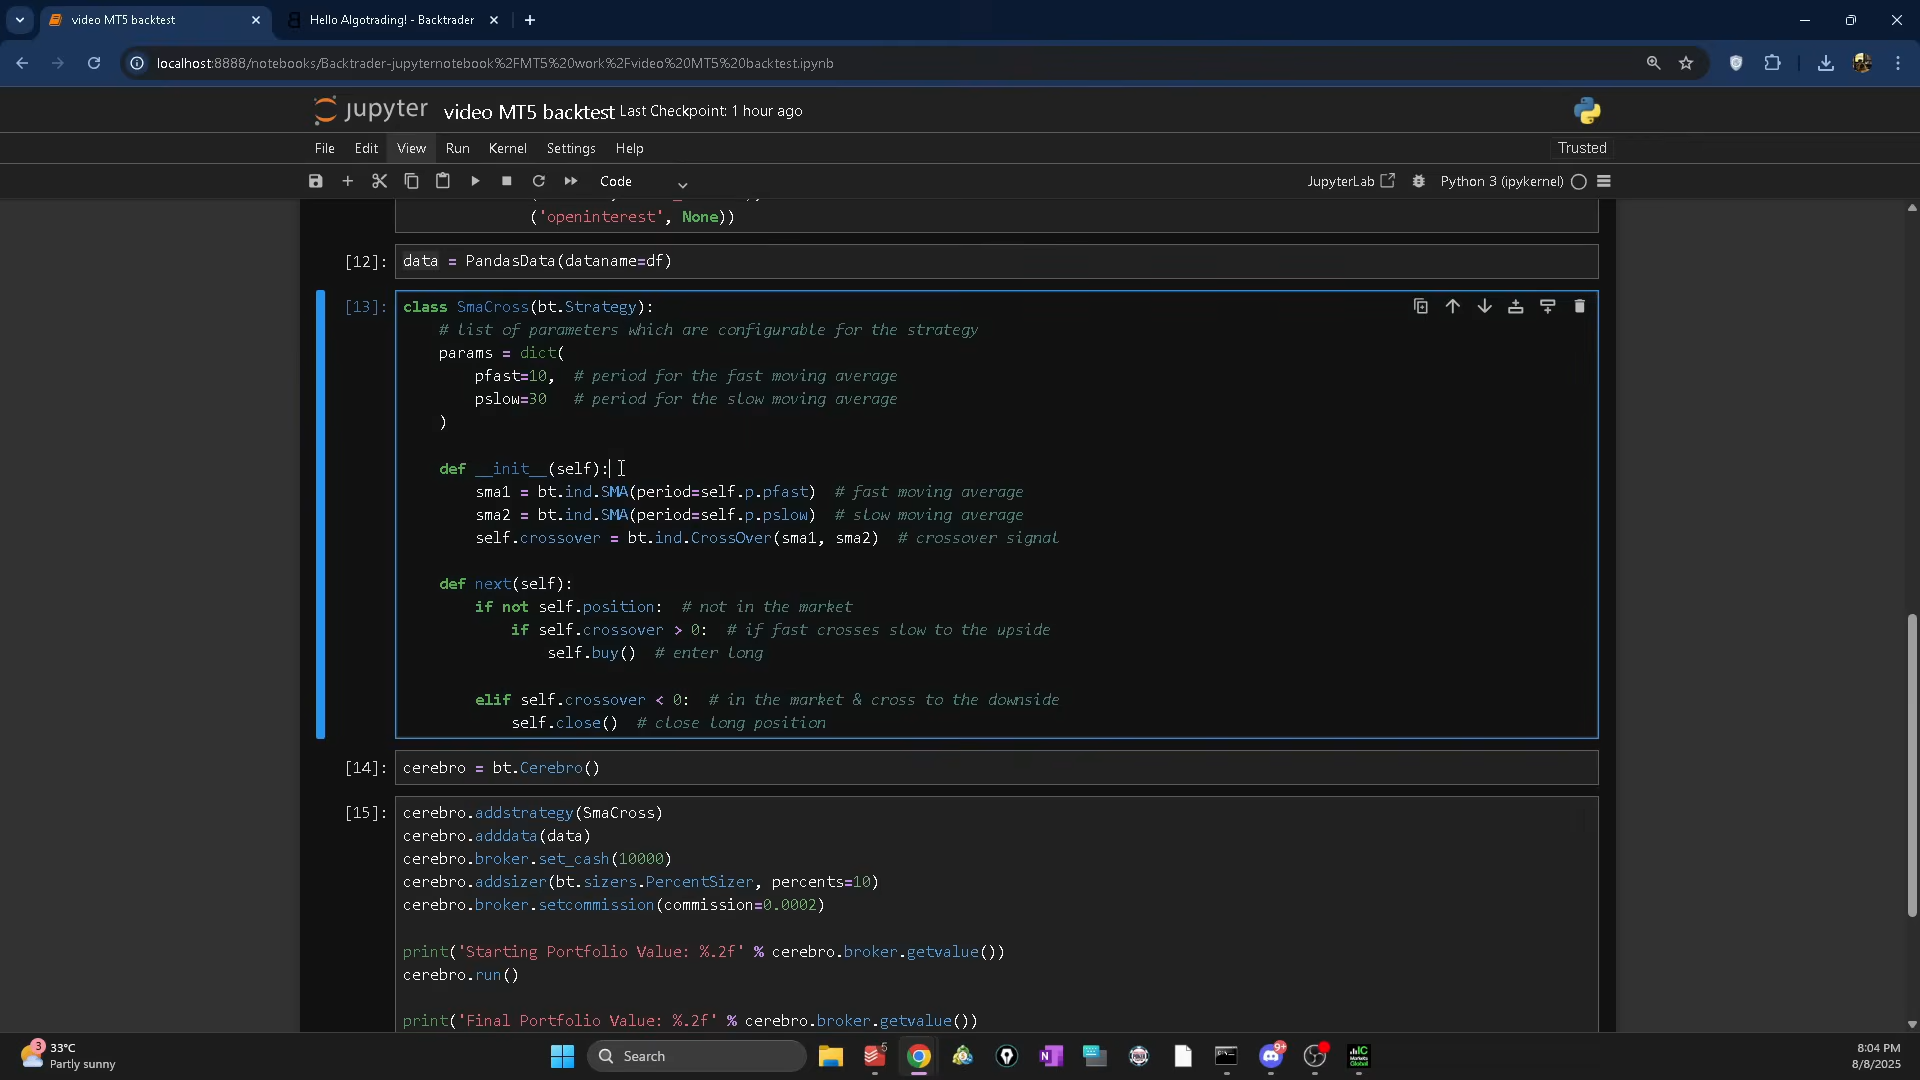 video MT5 backtest
Hello Algotrading! - Backtrader
localhost:8888/notebooks/Backtrader-jupyternotebook%2FMT5%20work%2Fvideo%20MT5%20backtest.ipynb
jupyter video MT5 backtest Last Checkpoint: 1 hour ago
File Edit View Run Kernel Settings Help Trusted
Code JupyterLab Python 3 (ipykernel)
('openinterest', None))
[12]: data = PandasData(dataname=df)
[13]: class SmaCross(bt.Strategy):
# list of parameters which are configurable for the strategy
params = dict(
pfast=10, # period for the fast moving average
pslow=30 # period for the slow moving average
)
def __init__(self):
sma1 = bt.ind.SMA(period=self.p.pfast) # fast moving average
sma2 = bt.ind.SMA(period=self.p.pslow) # slow moving average
self.crossover = bt.ind.CrossOver(sma1, sma2) # crossover signal
def next(self):
if not self.position: # not in the market
if self.crossover > 0: # if fast crosses slow to the upside
self.buy() # enter long
elif self.crossover < 0: # in the market & cross to the downside
self.close() # close long position
[14]: cerebro = bt.Cerebro()
[15]: cerebro.addstrategy(SmaCross)
cerebro.adddata(data)
cerebro.broker.set_cash(10000)
cerebro.addsizer(bt.sizers.PercentSizer, percents=10)
cerebro.broker.setcommission(commission=0.0002)
print('Starting Portfolio Value: %.2f' % cerebro.broker.getvalue())
cerebro.run()
print('Final Portfolio Value: %.2f' % cerebro.broker.getvalue())
3
33°C
Partly sunny
Search
5
9+
IC
Markets
Global
8:04 PM
8/8/2025